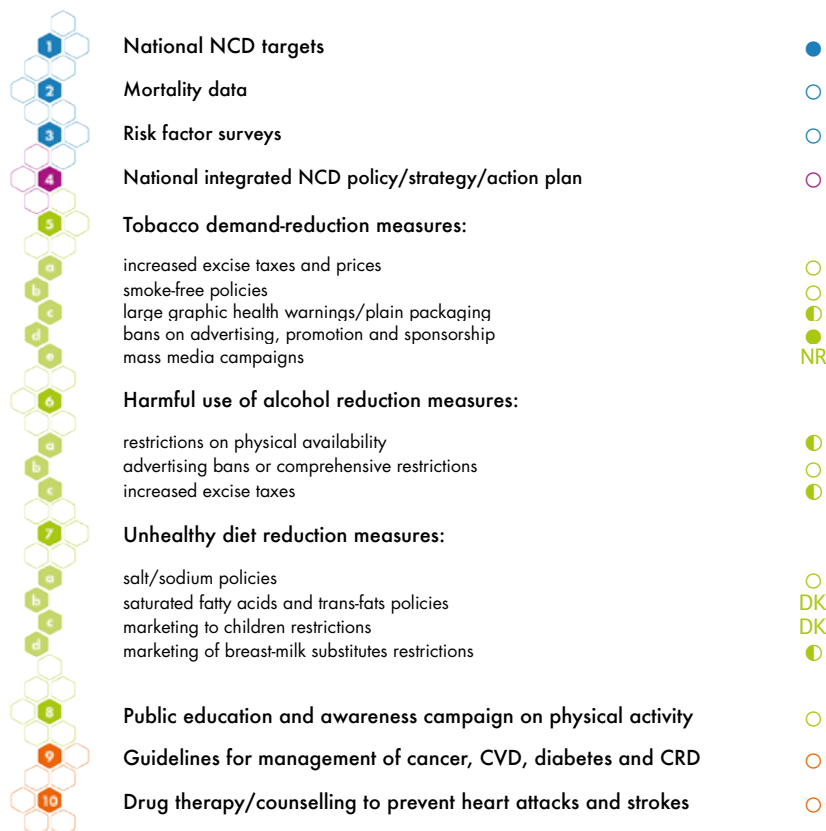 1 National NCD targets ●
2 Mortality data ○
3 Risk factor surveys ○
4 National integrated NCD policy/strategy/action plan ○
5 Tobacco demand-reduction measures:
a increased excise taxes and prices ○
b smoke-free policies ○
c large graphic health warnings/plain packaging ◐
d bans on advertising, promotion and sponsorship ●
e mass media campaigns NR
6 Harmful use of alcohol reduction measures:
a restrictions on physical availability ◐
b advertising bans or comprehensive restrictions ○
c increased excise taxes ◐
7 Unhealthy diet reduction measures:
a salt/sodium policies ○
b saturated fatty acids and trans-fats policies DK
c marketing to children restrictions DK
d marketing of breast-milk substitutes restrictions ◐
8 Public education and awareness campaign on physical activity ○
9 Guidelines for management of cancer, CVD, diabetes and CRD ○
10 Drug therapy/counselling to prevent heart attacks and strokes ○